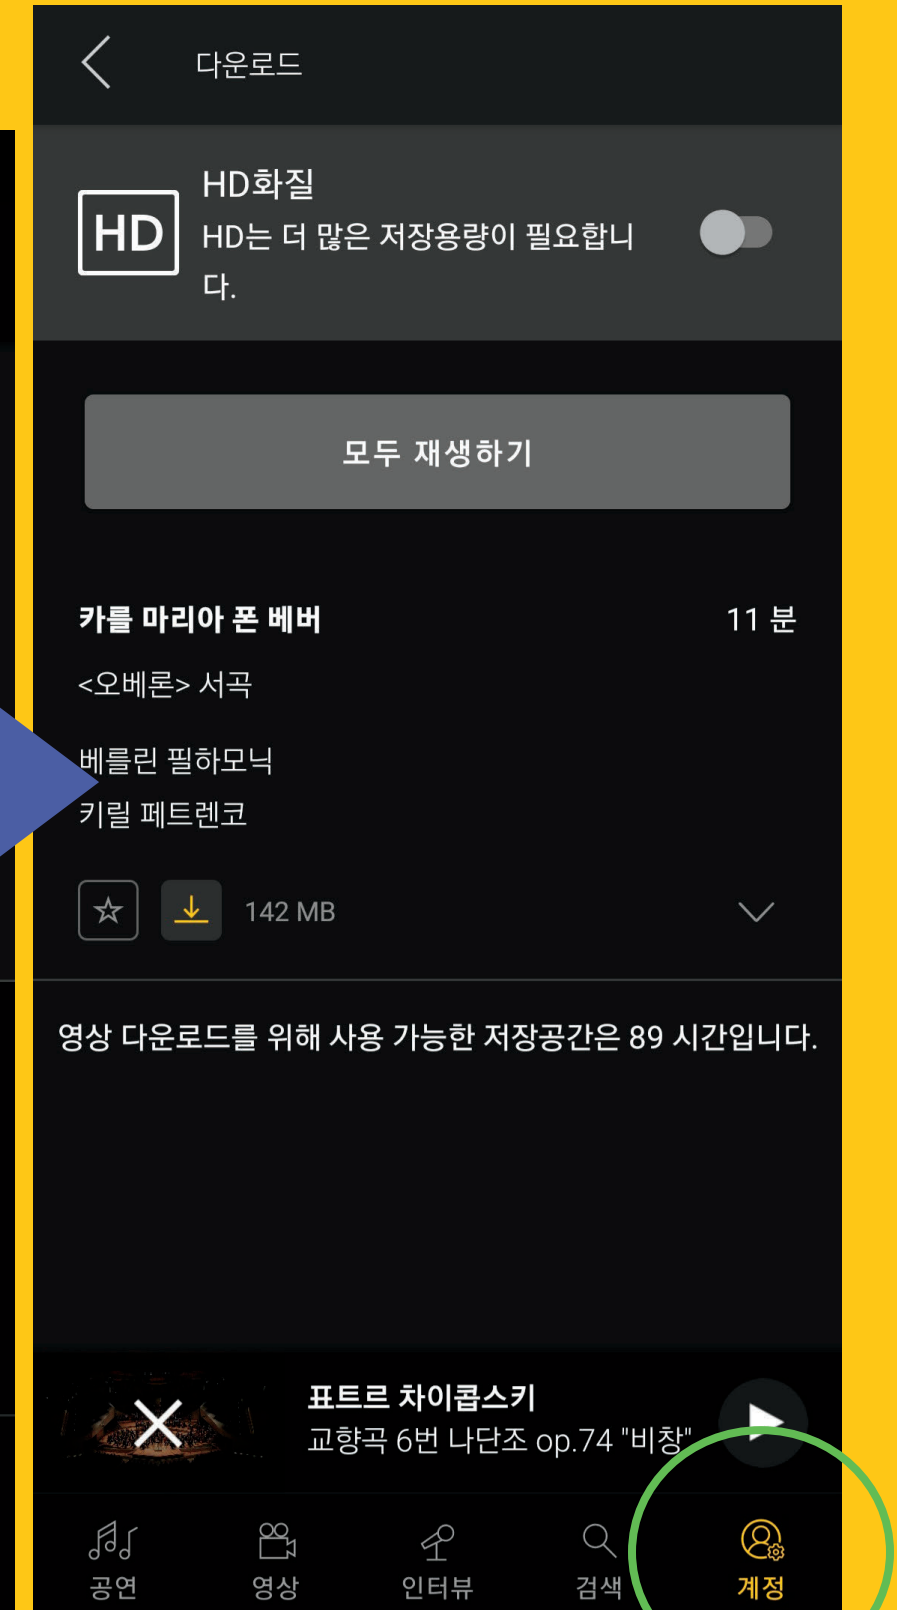 다운로드
HD
HD화질
HD는 더 많은 저장용량이 필요합니
다.
모두 재생하기
카를 마리아 폰 베버
11 분
<오베론> 서곡
베를린 필하모닉
키릴 페트렌코
142 MB
영상 다운로드를 위해 사용 가능한 저장공간은 89 시간입니다.
표트르 차이콥스키
교향곡 6번 나단조 op.74 "비창"
공연
영상
인터뷰
검색
계정